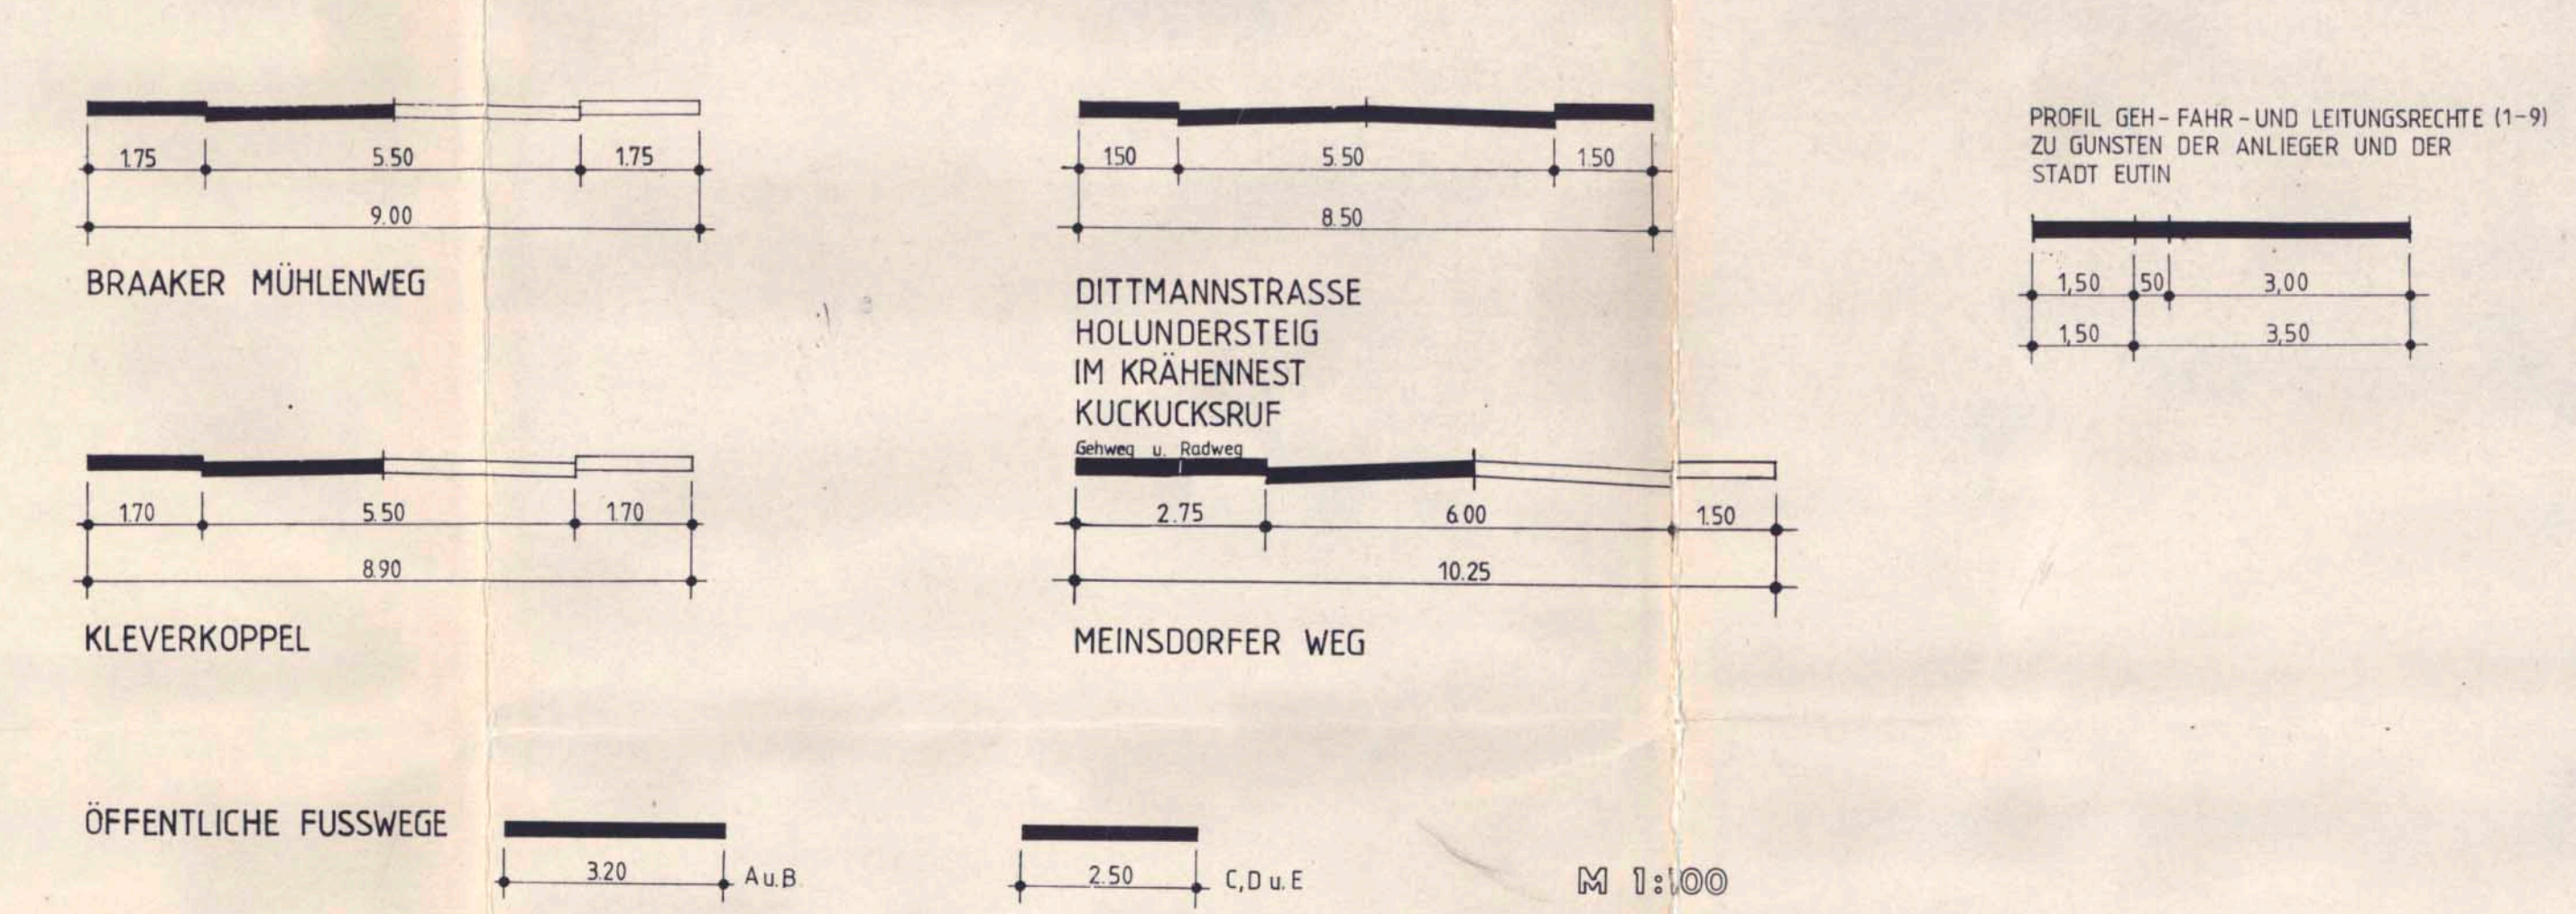 1.75 5.50 1.75
9.00
BRAAKER MÜHLENWEG
150 5.50 1.50
8.50
DITTMANNSTRASSE
HOLUNDERSTEIG
IM KRÄHENNEST
KUCKUCKSRUF
PROFIL GEH-FAHR-UND LEITUNGSRECHTE (1-9)
ZU GUNSTEN DER ANLIEGER UND DER
STADT EUTIN
1,50 50 3,00
1,50 3,50
1.70 5.50 1.70
8.90
KLEVERKOPPEL
Gehweg u. Radweg
2.75 6.00 1.50
10.25
MEINSDORFER WEG
ÖFFENTLICHE FUSSWEGE
3.20 A u. B
2.50 C, D u. E
M 1:100